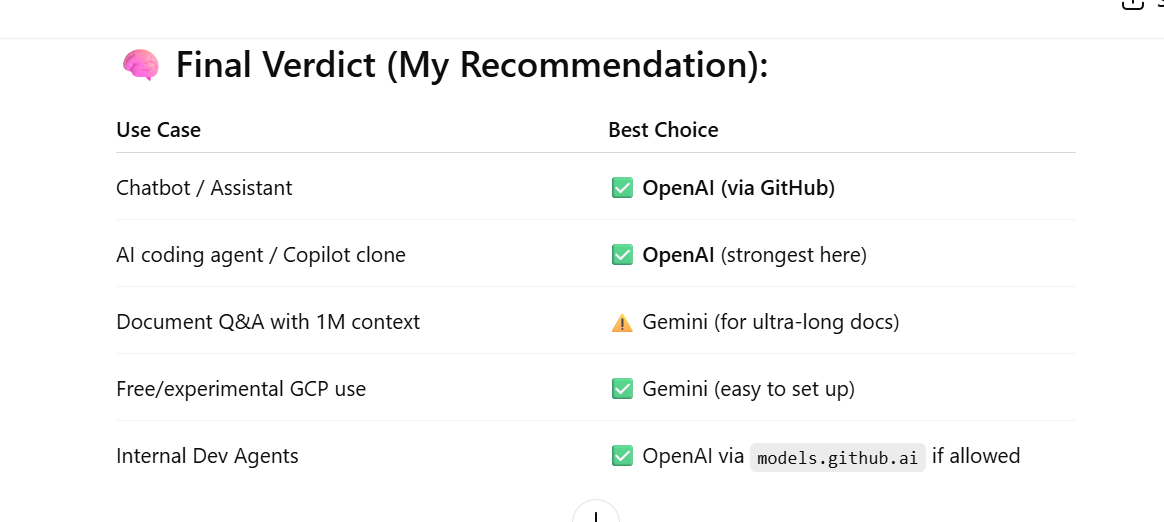 🧠 Final Verdict (My Recommendation):
Use Case Best Choice
Chatbot / Assistant ✅ OpenAI (via GitHub)
AI coding agent / Copilot clone ✅ OpenAI (strongest here)
Document Q&A with 1M context ⚠️ Gemini (for ultra-long docs)
Free/experimental GCP use ✅ Gemini (easy to set up)
Internal Dev Agents ✅ OpenAI via models.github.ai if allowed